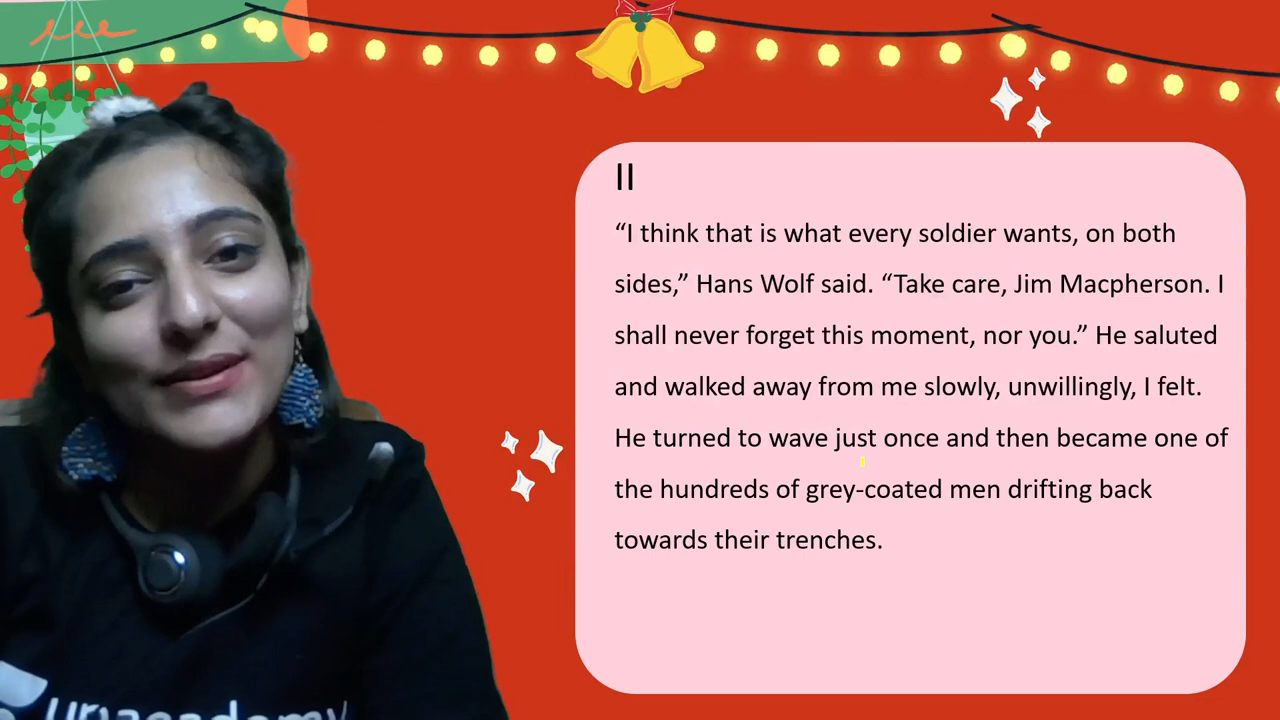 II
“I think that is what every soldier wants, on both
sides,” Hans Wolf said. “Take care, Jim Macpherson. I
shall never forget this moment, nor you.” He saluted
and walked away from me slowly, unwillingly, I felt.
He turned to wave just once and then became one of
the hundreds of grey-coated men drifting back
towards their trenches.